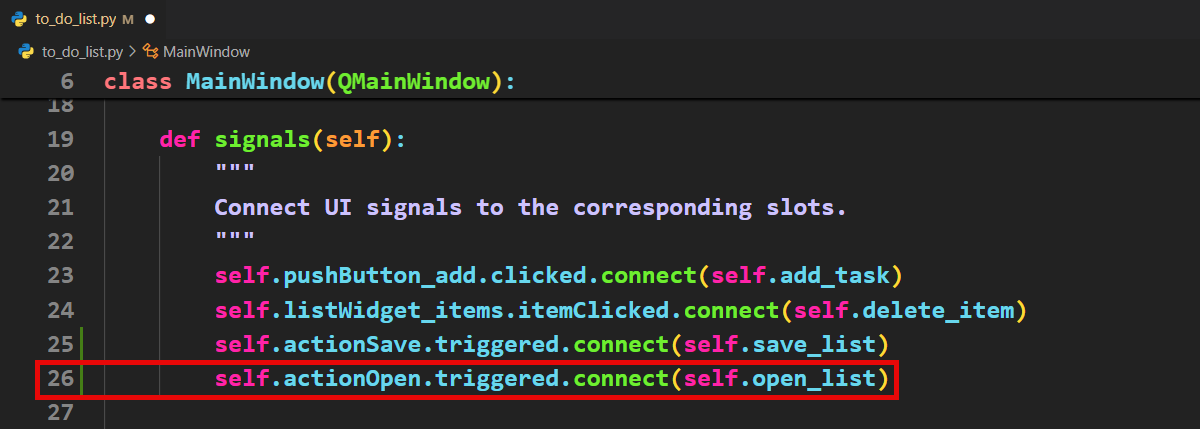 to_do_list.py M ●
to_do_list.py > MainWindow
6 class MainWindow(QMainWindow):
18
19 def signals(self):
20 """
21 Connect UI signals to the corresponding slots.
22 """
23 self.pushButton_add.clicked.connect(self.add_task)
24 self.listWidget_items.itemClicked.connect(self.delete_item)
25 self.actionSave.triggered.connect(self.save_list)
26 self.actionOpen.triggered.connect(self.open_list)
27